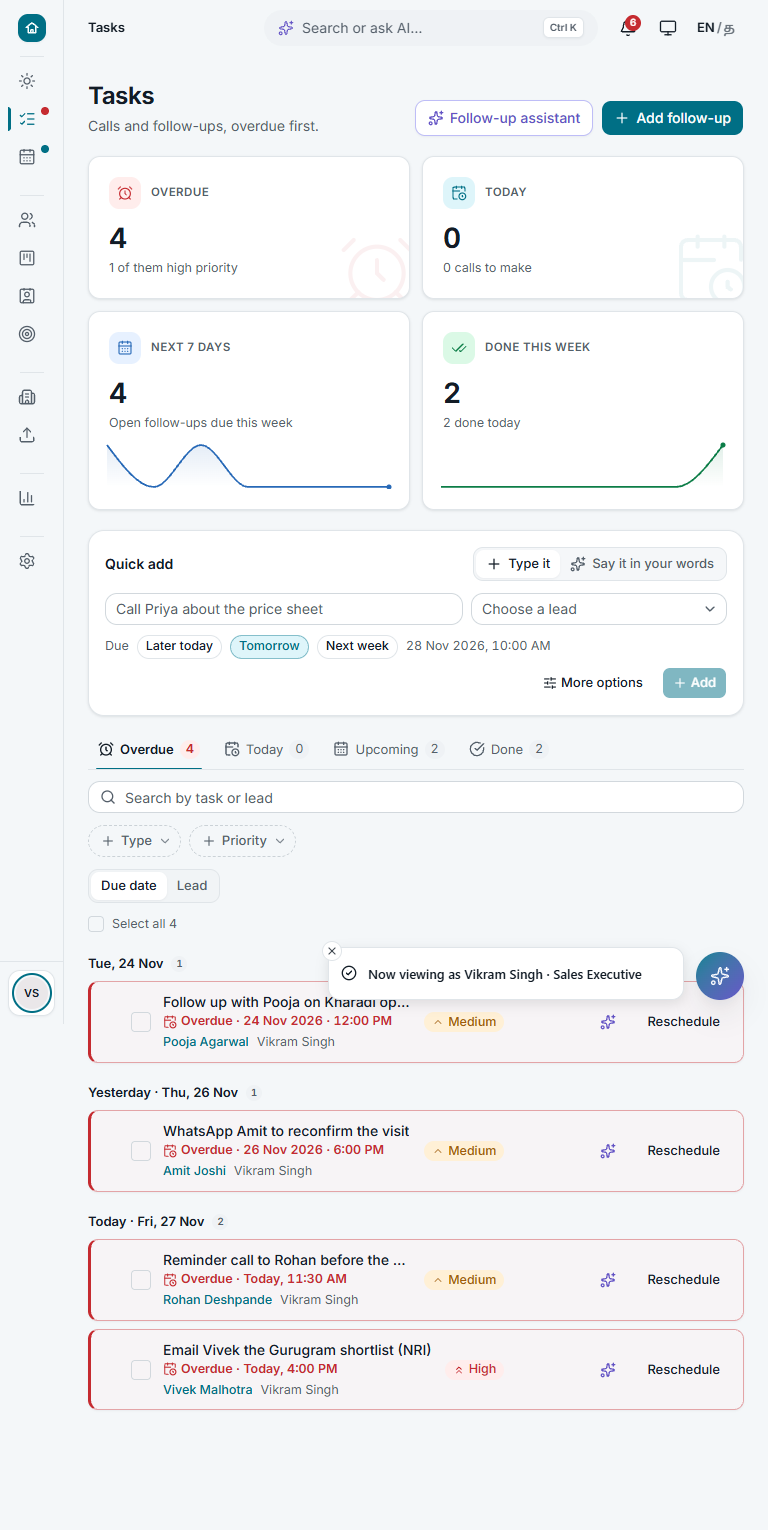 Tasks
Search or ask AI...
Ctrl K
6
EN / த
Tasks
Calls and follow-ups, overdue first.
Follow-up assistant
Add follow-up
OVERDUE
4
1 of them high priority
TODAY
0
0 calls to make
NEXT 7 DAYS
4
Open follow-ups due this week
DONE THIS WEEK
2
2 done today
Quick add
Type it
Say it in your words
Call Priya about the price sheet
Choose a lead
Due
Later today
Tomorrow
Next week
28 Nov 2026, 10:00 AM
More options
Add
Overdue 4
Today 0
Upcoming 2
Done 2
Search by task or lead
Type
Priority
Due date
Lead
Select all 4
Tue, 24 Nov 1
Now viewing as Vikram Singh · Sales Executive
VS
Follow up with Pooja on Kharadi op...
Overdue · 24 Nov 2026 · 12:00 PM
Medium
Reschedule
Pooja Agarwal Vikram Singh
Yesterday · Thu, 26 Nov 1
WhatsApp Amit to reconfirm the visit
Overdue · 26 Nov 2026 · 6:00 PM
Medium
Reschedule
Amit Joshi Vikram Singh
Today · Fri, 27 Nov 2
Reminder call to Rohan before the ...
Overdue · Today, 11:30 AM
Medium
Reschedule
Rohan Deshpande Vikram Singh
Email Vivek the Gurugram shortlist (NRI)
Overdue · Today, 4:00 PM
High
Reschedule
Vivek Malhotra Vikram Singh